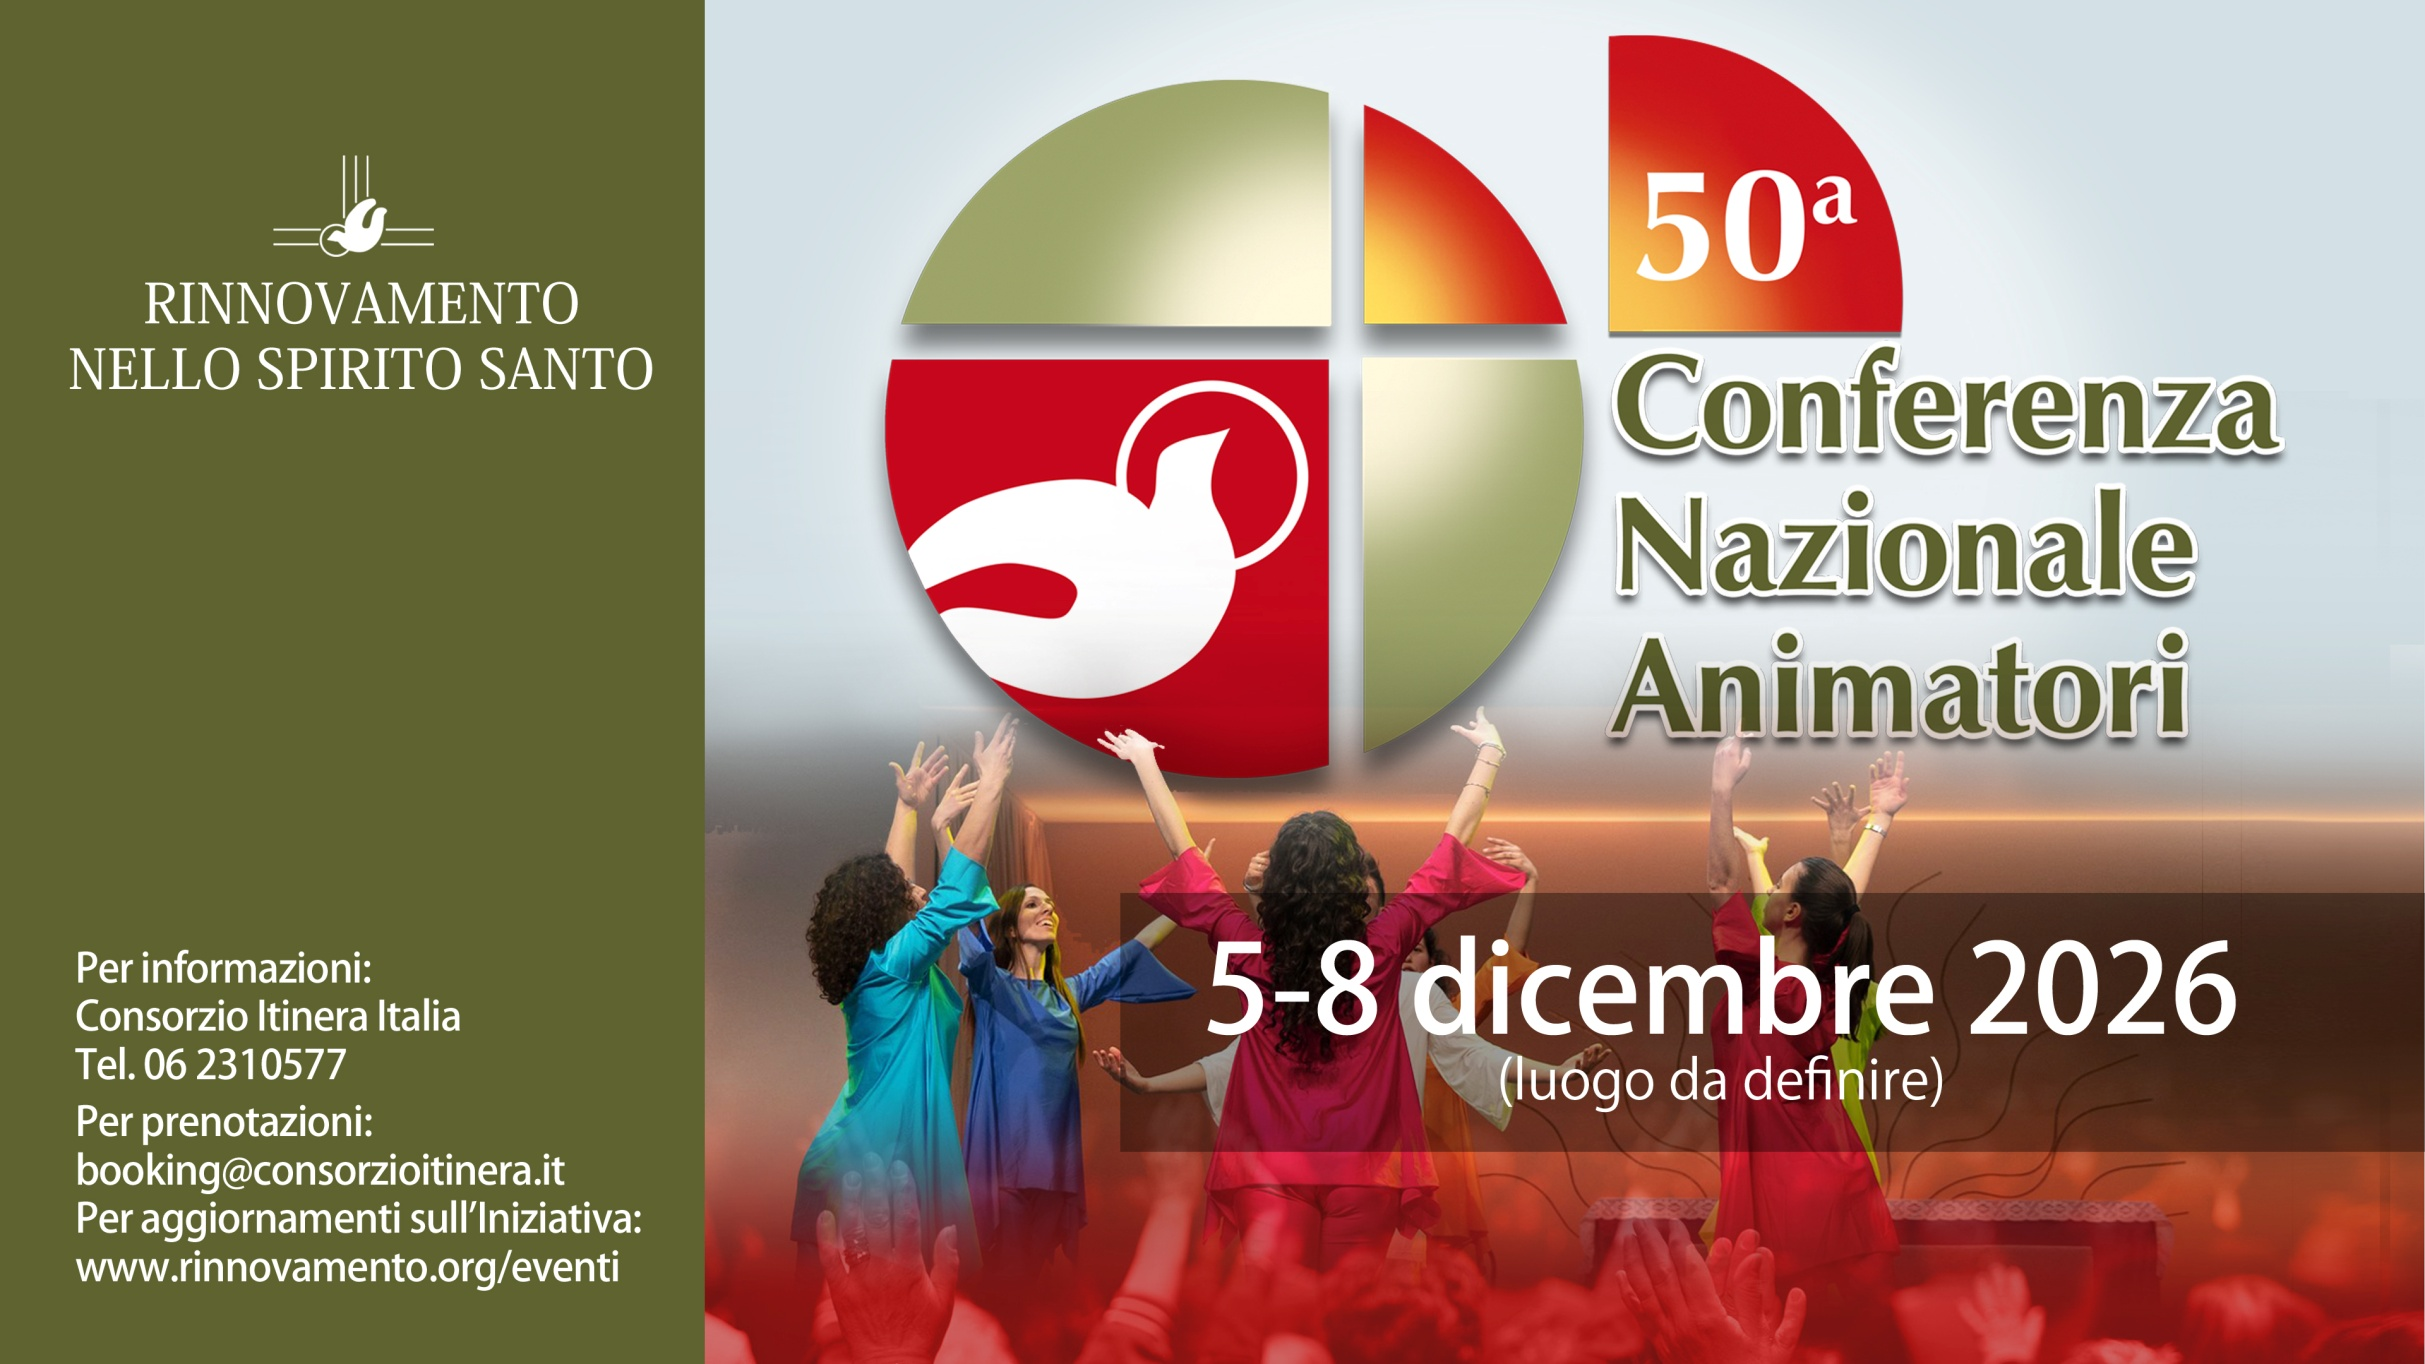 RINNOVAMENTO
NELLO SPIRITO SANTO
Per informazioni:
Consorzio Itinera Italia
Tel. 06 2310577
Per prenotazioni:
booking@consorzioitinera.it
Per aggiornamenti sull'Iniziativa:
www.rinnovamento.org/eventi
50ª
Conferenza
Nazionale
Animatori
5-8 dicembre 2026
(luogo da definire)